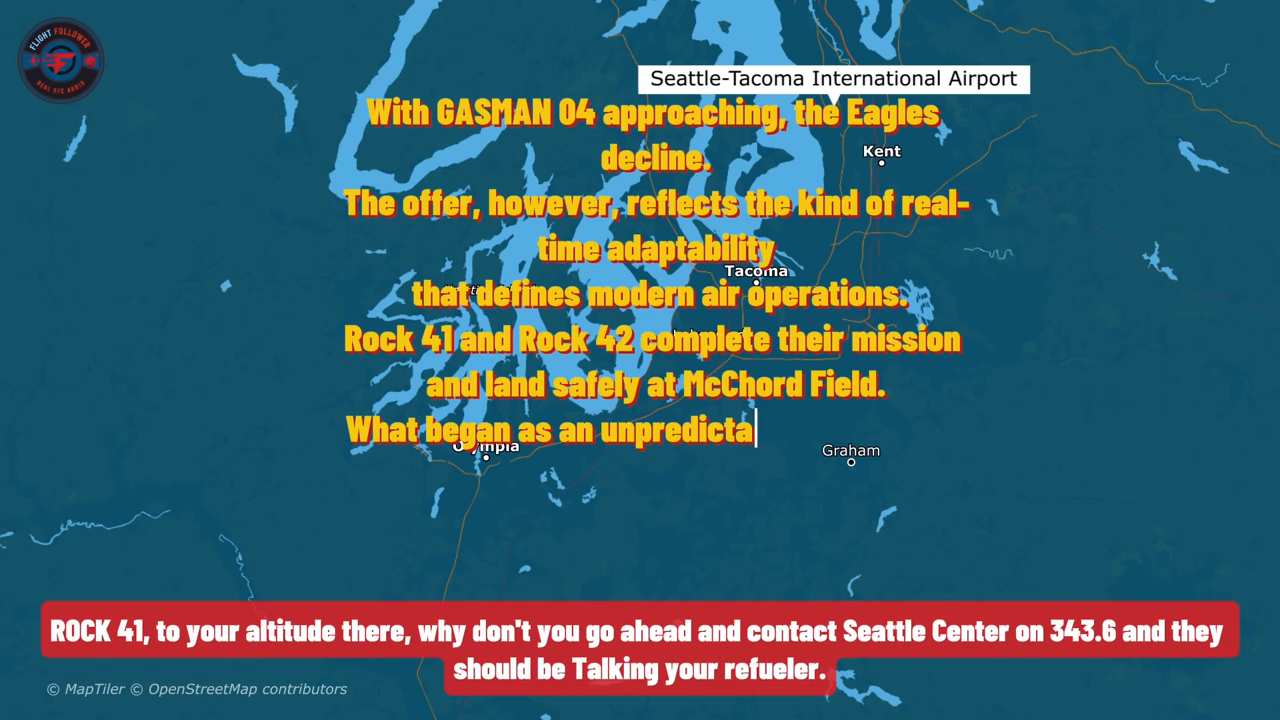 FLIGHT FOLLOWER
REAL ATC AUDIO
Seattle-Tacoma International Airport
With GASMAN 04 approaching, the Eagles
decline.
Kent
The offer, however, reflects the kind of real-
time adaptability
Tacoma
that defines modern air operations.
Rock 41 and Rock 42 complete their mission
and land safely at McChord Field.
What began as an unpredicta
Olympia
Graham
ROCK 41, to your altitude there, why don't you go ahead and contact Seattle Center on 343.6 and they
should be Talking your refueler.
© MapTiler © OpenStreetMap contributors